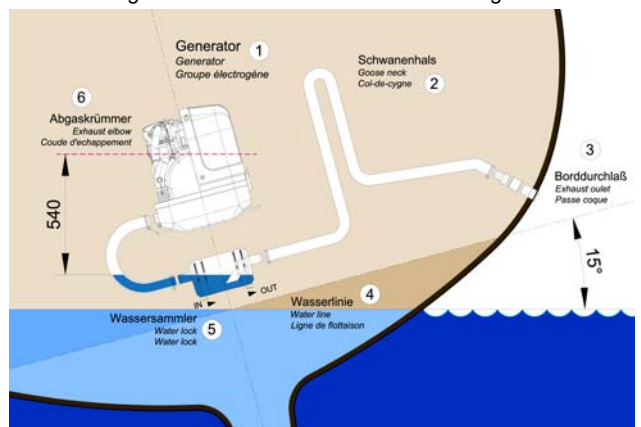 Generator 1
Generator
Groupe électrogène
Schwanenhals
Goose neck 2
Col-de-cygne
6
Abgaskrümmer
Exhaust elbow
Coude d'echappement
3
Borddurchlaß
Exhaust oulet
Passe coque
540
15°
IN OUT
Wassersammler
Water lock
Water lock
5
Wasserlinie 4
Water line
Ligne de flottaison